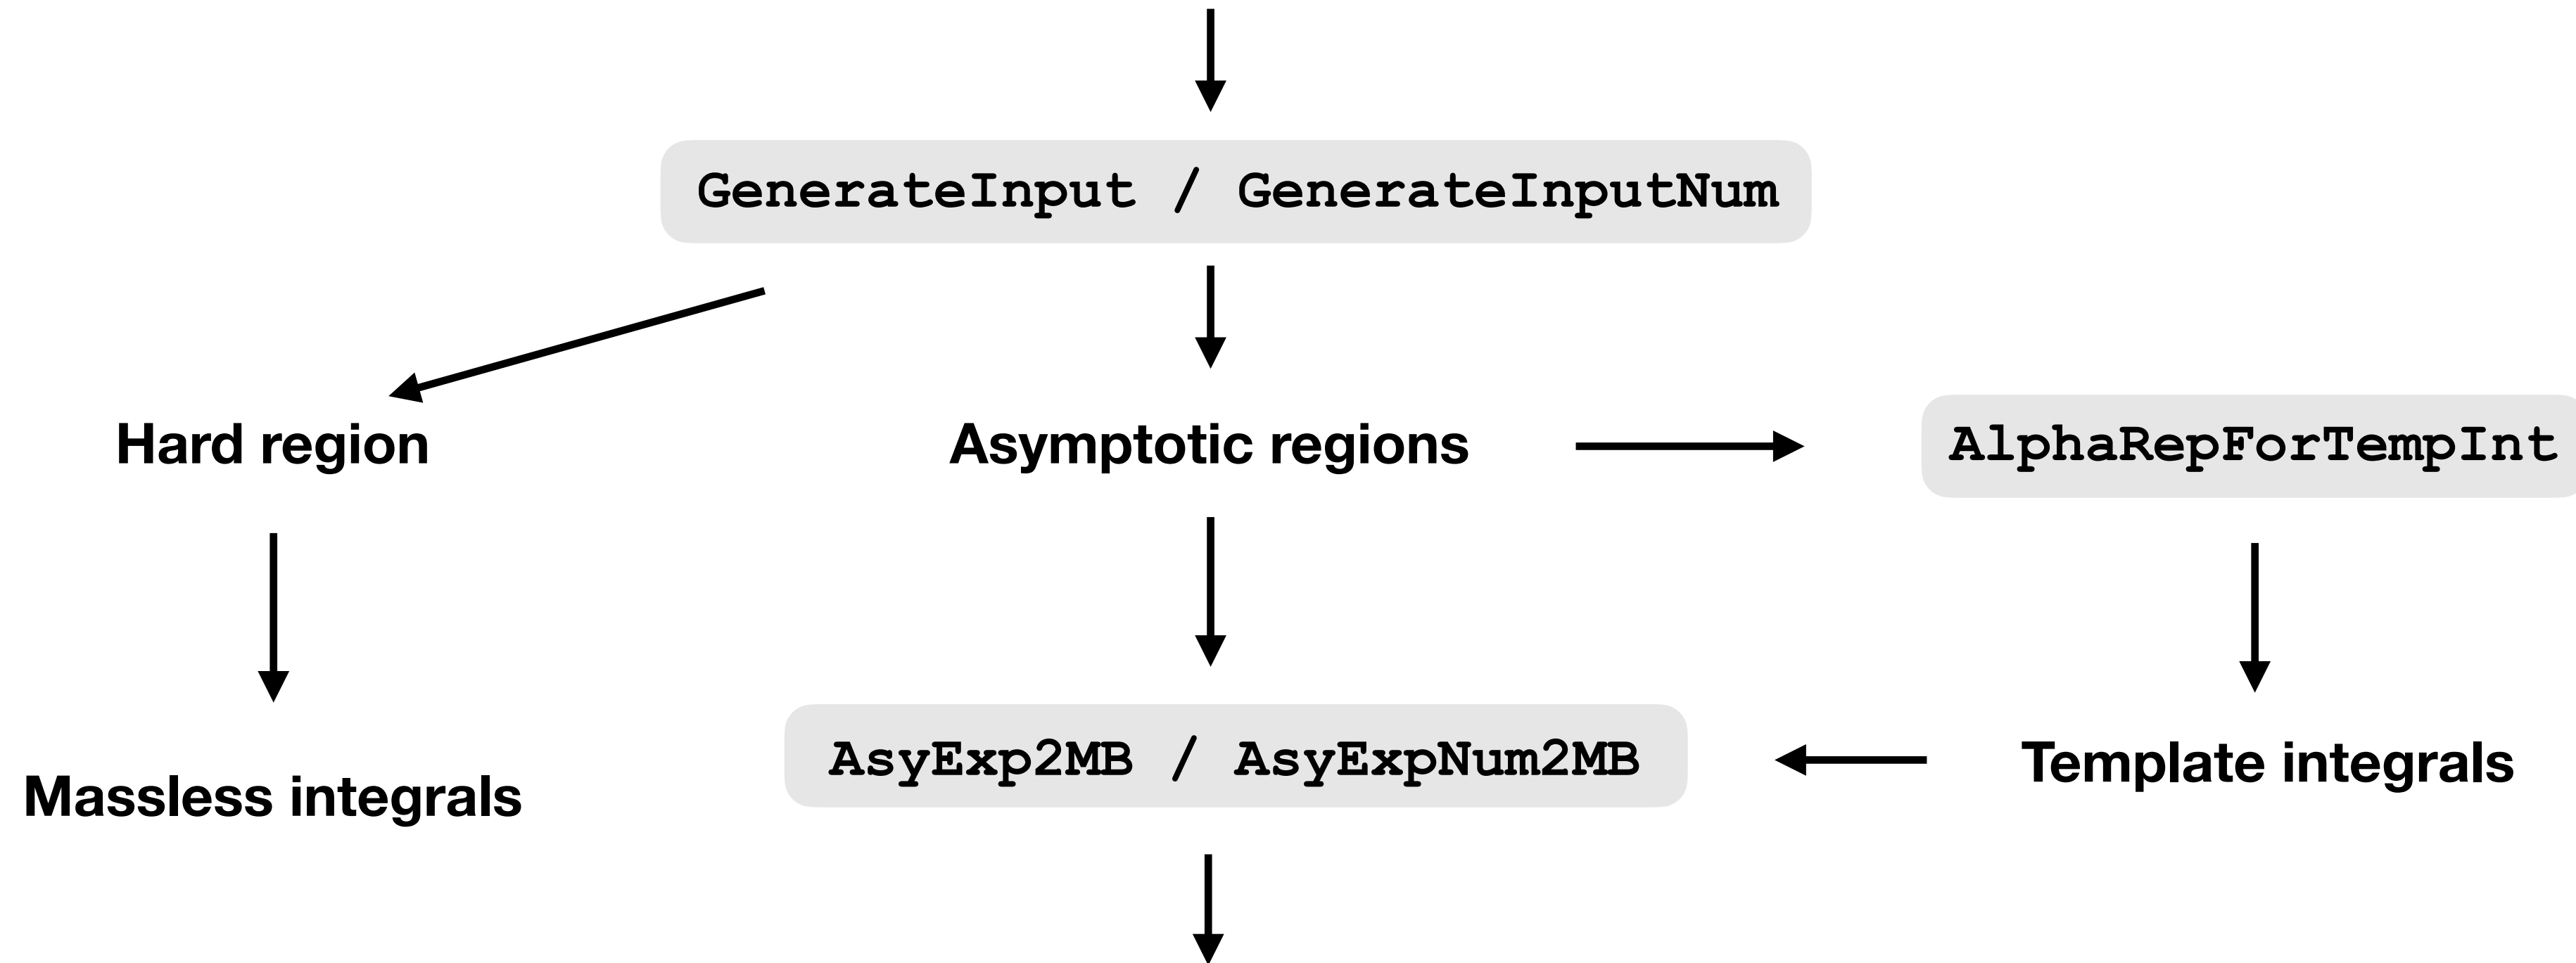 GenerateInput / GenerateInputNum
Hard region
Asymptotic regions
AlphaRepForTempInt
AsyExp2MB / AsyExpNum2MB
Template integrals
Massless integrals